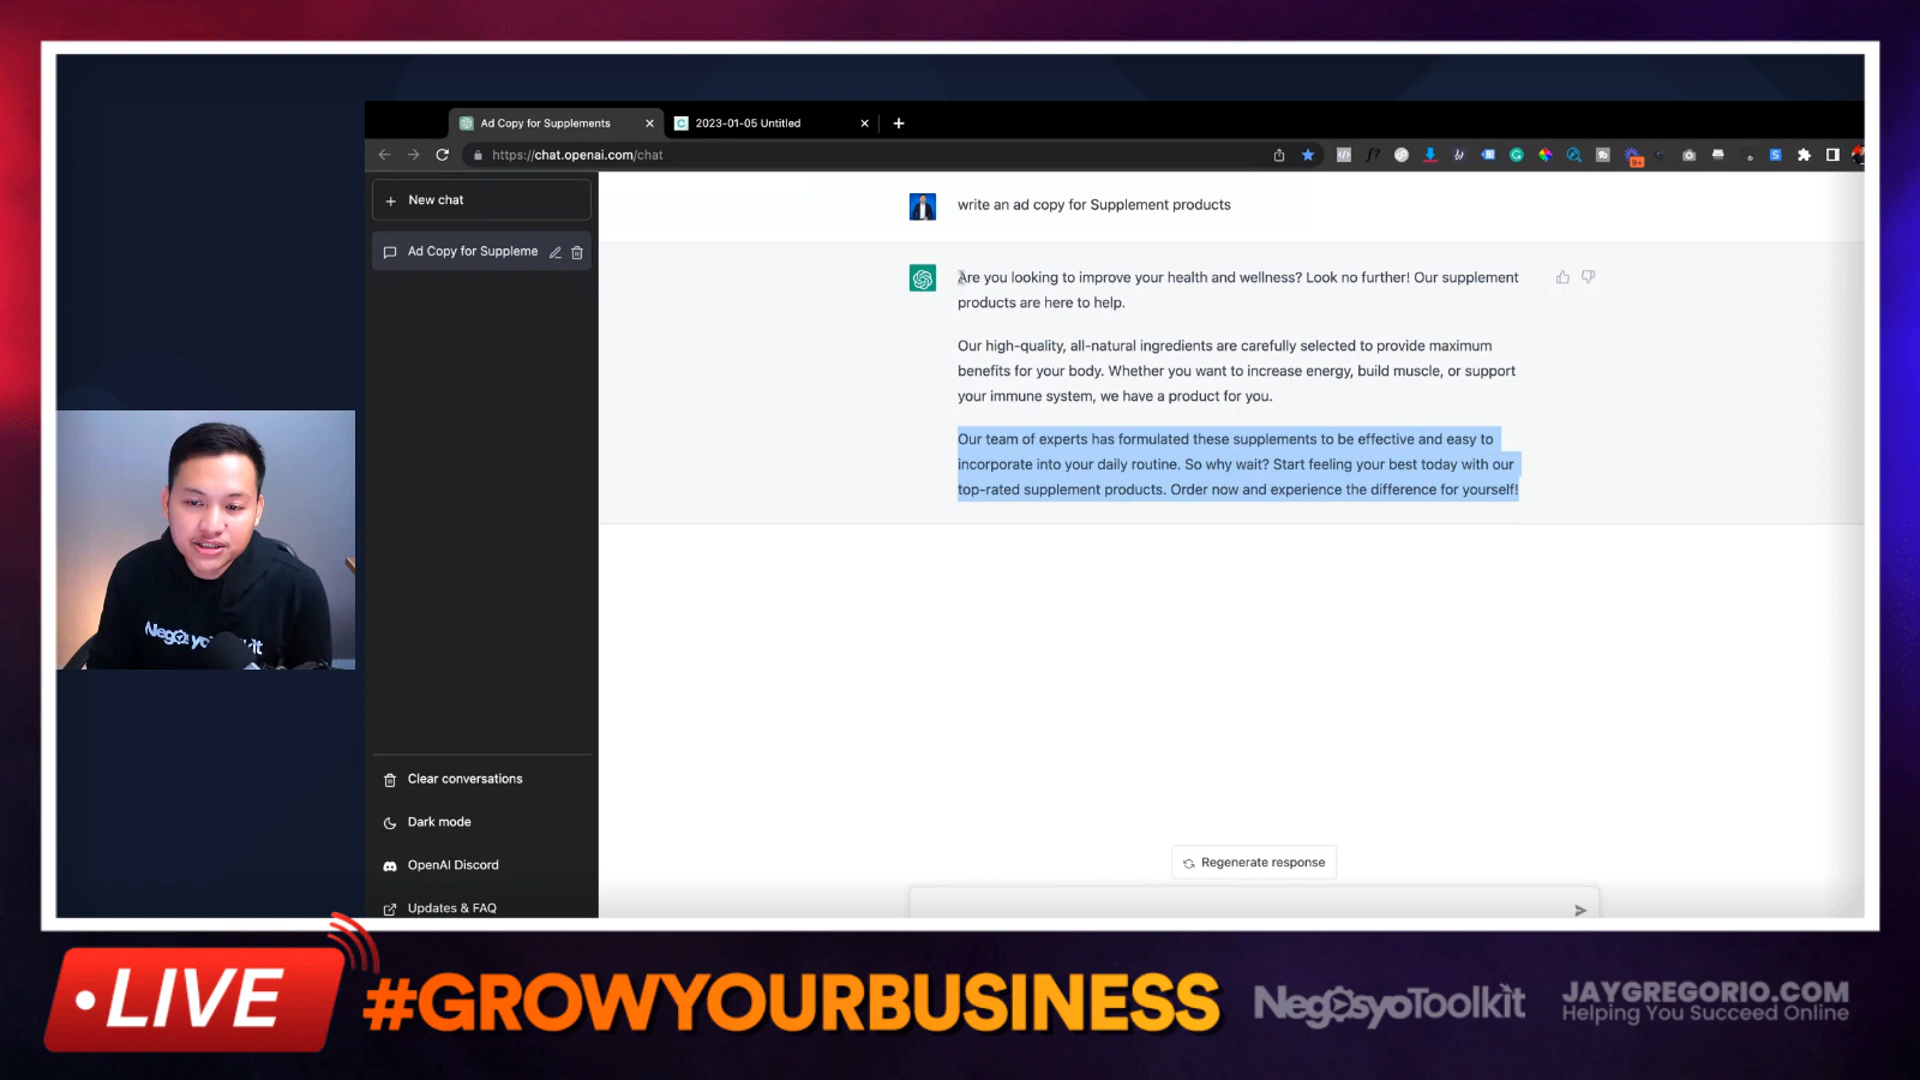 Ad Copy for Supplements
2023-01-05 Untitled
https://chat.openai.com/chat
9+
New chat
Ad Copy for Suppleme
write an ad copy for Supplement products
Are you looking to improve your health and wellness? Look no further! Our supplement
products are here to help.
Our high-quality, all-natural ingredients are carefully selected to provide maximum
benefits for your body. Whether you want to increase energy, build muscle, or support
your immune system, we have a product for you.
Our team of experts has formulated these supplements to be effective and easy to
incorporate into your daily routine. So why wait? Start feeling your best today with our
top-rated supplement products. Order now and experience the difference for yourself!
NegosyoToolkit
Clear conversations
Dark mode
OpenAI Discord
Updates & FAQ
Regenerate response
LIVE
#GROWYOURBUSINESS
NegosyoToolkit
JAYGREGORIO.COM
Helping You Succeed Online